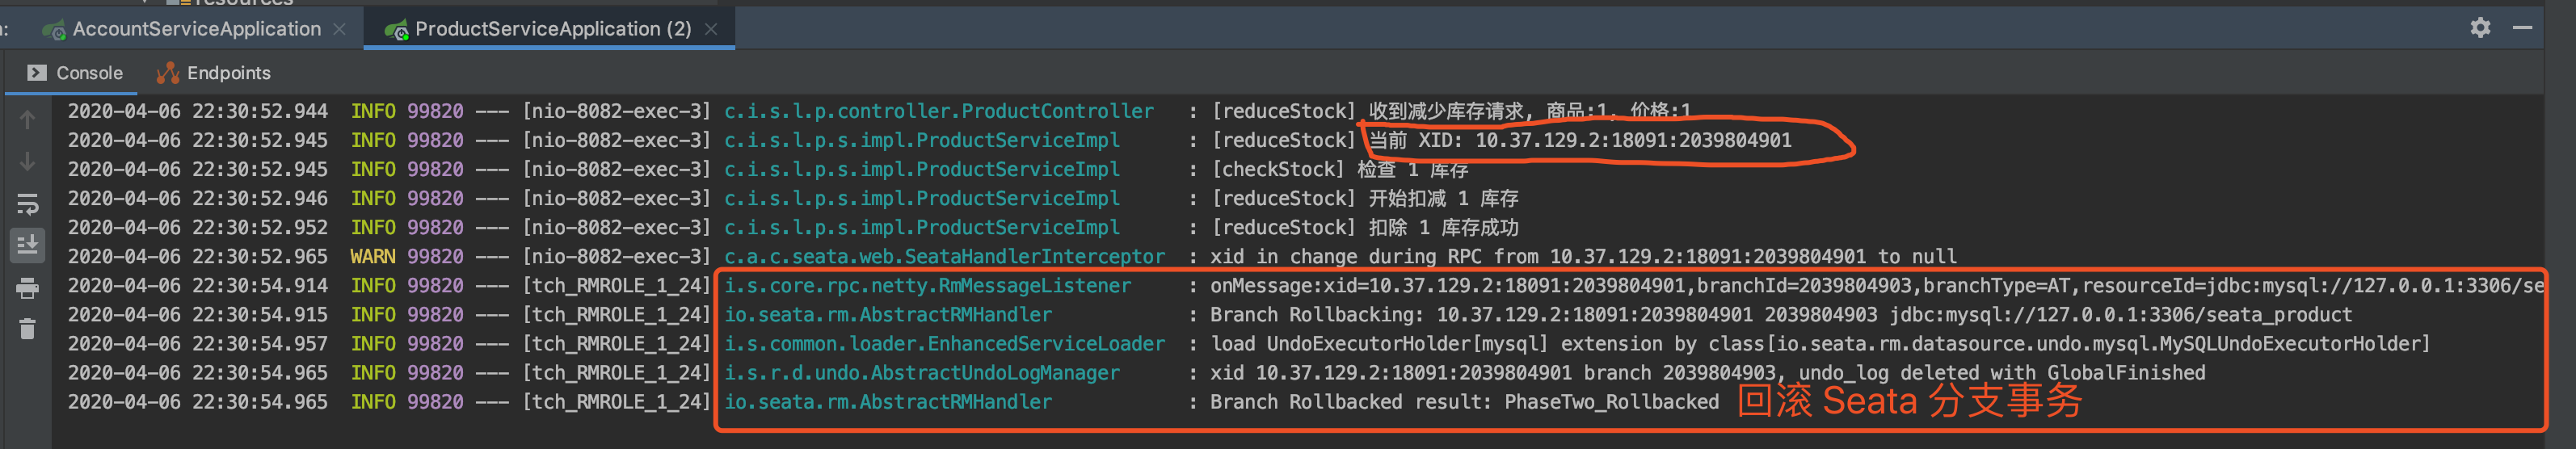 resources
AccountServiceApplication ProductServiceApplication (2)
Console Endpoints
2020-04-06 22:30:52.944 INFO 99820 --- [nio-8082-exec-3] c.i.s.l.p.controller.ProductController : [reduceStock] 收到减少库存请求, 商品:1, 价格:1
2020-04-06 22:30:52.945 INFO 99820 --- [nio-8082-exec-3] c.i.s.l.p.s.impl.ProductServiceImpl : [reduceStock] 当前 XID: 10.37.129.2:18091:2039804901
2020-04-06 22:30:52.945 INFO 99820 --- [nio-8082-exec-3] c.i.s.l.p.s.impl.ProductServiceImpl : [checkStock] 检查 1 库存
2020-04-06 22:30:52.946 INFO 99820 --- [nio-8082-exec-3] c.i.s.l.p.s.impl.ProductServiceImpl : [reduceStock] 开始扣减 1 库存
2020-04-06 22:30:52.952 INFO 99820 --- [nio-8082-exec-3] c.i.s.l.p.s.impl.ProductServiceImpl : [reduceStock] 扣除 1 库存成功
2020-04-06 22:30:52.965 WARN 99820 --- [nio-8082-exec-3] c.a.c.seata.web.SeataHandlerInterceptor : xid in change during RPC from 10.37.129.2:18091:2039804901 to null
2020-04-06 22:30:54.914 INFO 99820 --- [tch_RMROLE_1_24] i.s.core.rpc.netty.RmMessageListener : onMessage:xid=10.37.129.2:18091:2039804901,branchId=2039804903,branchType=AT,resourceId=jdbc:mysql://127.0.0.1:3306/se
2020-04-06 22:30:54.915 INFO 99820 --- [tch_RMROLE_1_24] io.seata.rm.AbstractRMHandler : Branch Rollbacking: 10.37.129.2:18091:2039804901 2039804903 jdbc:mysql://127.0.0.1:3306/seata_product
2020-04-06 22:30:54.957 INFO 99820 --- [tch_RMROLE_1_24] i.s.common.loader.EnhancedServiceLoader : load UndoExecutorHolder[mysql] extension by class[io.seata.rm.datasource.undo.mysql.MySQLUndoExecutorHolder]
2020-04-06 22:30:54.965 INFO 99820 --- [tch_RMROLE_1_24] i.s.r.d.undo.AbstractUndoLogManager : xid 10.37.129.2:18091:2039804901 branch 2039804903, undo_log deleted with GlobalFinished
2020-04-06 22:30:54.965 INFO 99820 --- [tch_RMROLE_1_24] io.seata.rm.AbstractRMHandler : Branch Rollbacked result: PhaseTwo_Rollbacked 回滚 Seata 分支事务